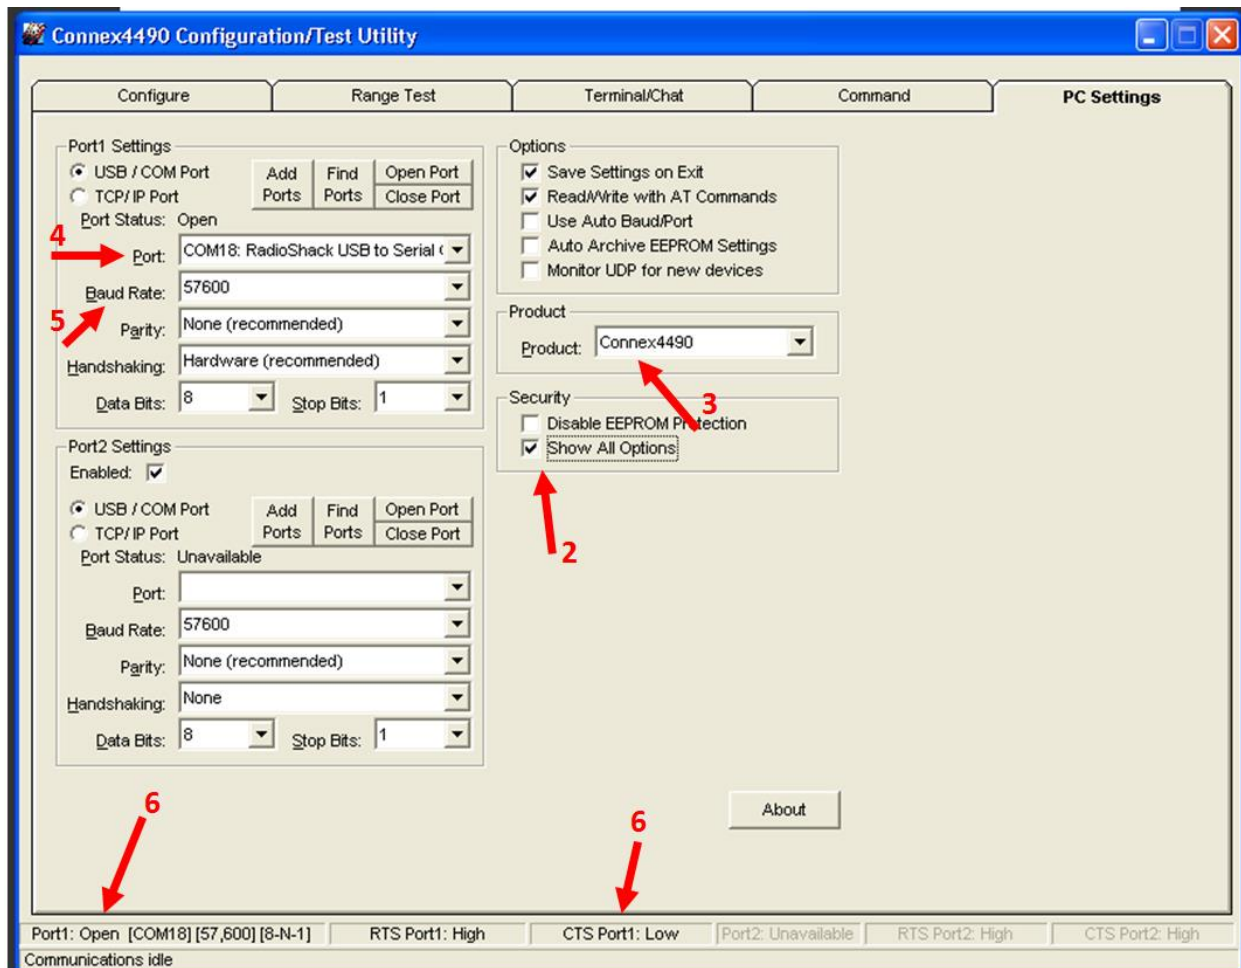 Connex4490 Configuration/Test Utility
Configure
Range Test
Terminal/Chat
Command
PC Settings
Port1 Settings
USB / COM Port
TCP/IP Port
Add Ports
Find Ports
Open Port
Close Port
Port Status: Open
4
Port: COM18: RadioShack USB to Serial
Baud Rate: 57600
5
Parity: None (recommended)
Handshaking: Hardware (recommended)
Data Bits: 8 Stop Bits: 1
Options
Save Settings on Exit
Read/Write with AT Commands
Use Auto Baud/Port
Auto Archive EEPROM Settings
Monitor UDP for new devices
Product
Product: Connex4490
3
Security
Disable EEPROM Protection
Show All Options
2
Port2 Settings
Enabled:
USB / COM Port
TCP/IP Port
Add Ports
Find Ports
Open Port
Close Port
Port Status: Unavailable
Port:
Baud Rate: 57600
Parity: None (recommended)
Handshaking: None
Data Bits: 8 Stop Bits: 1
About
6
6
Port1: Open [COM18] [57,600] [8-N-1]
RTS Port1: High
CTS Port1: Low
Port2: Unavailable
RTS Port2: High
CTS Port2: High
Communications idle